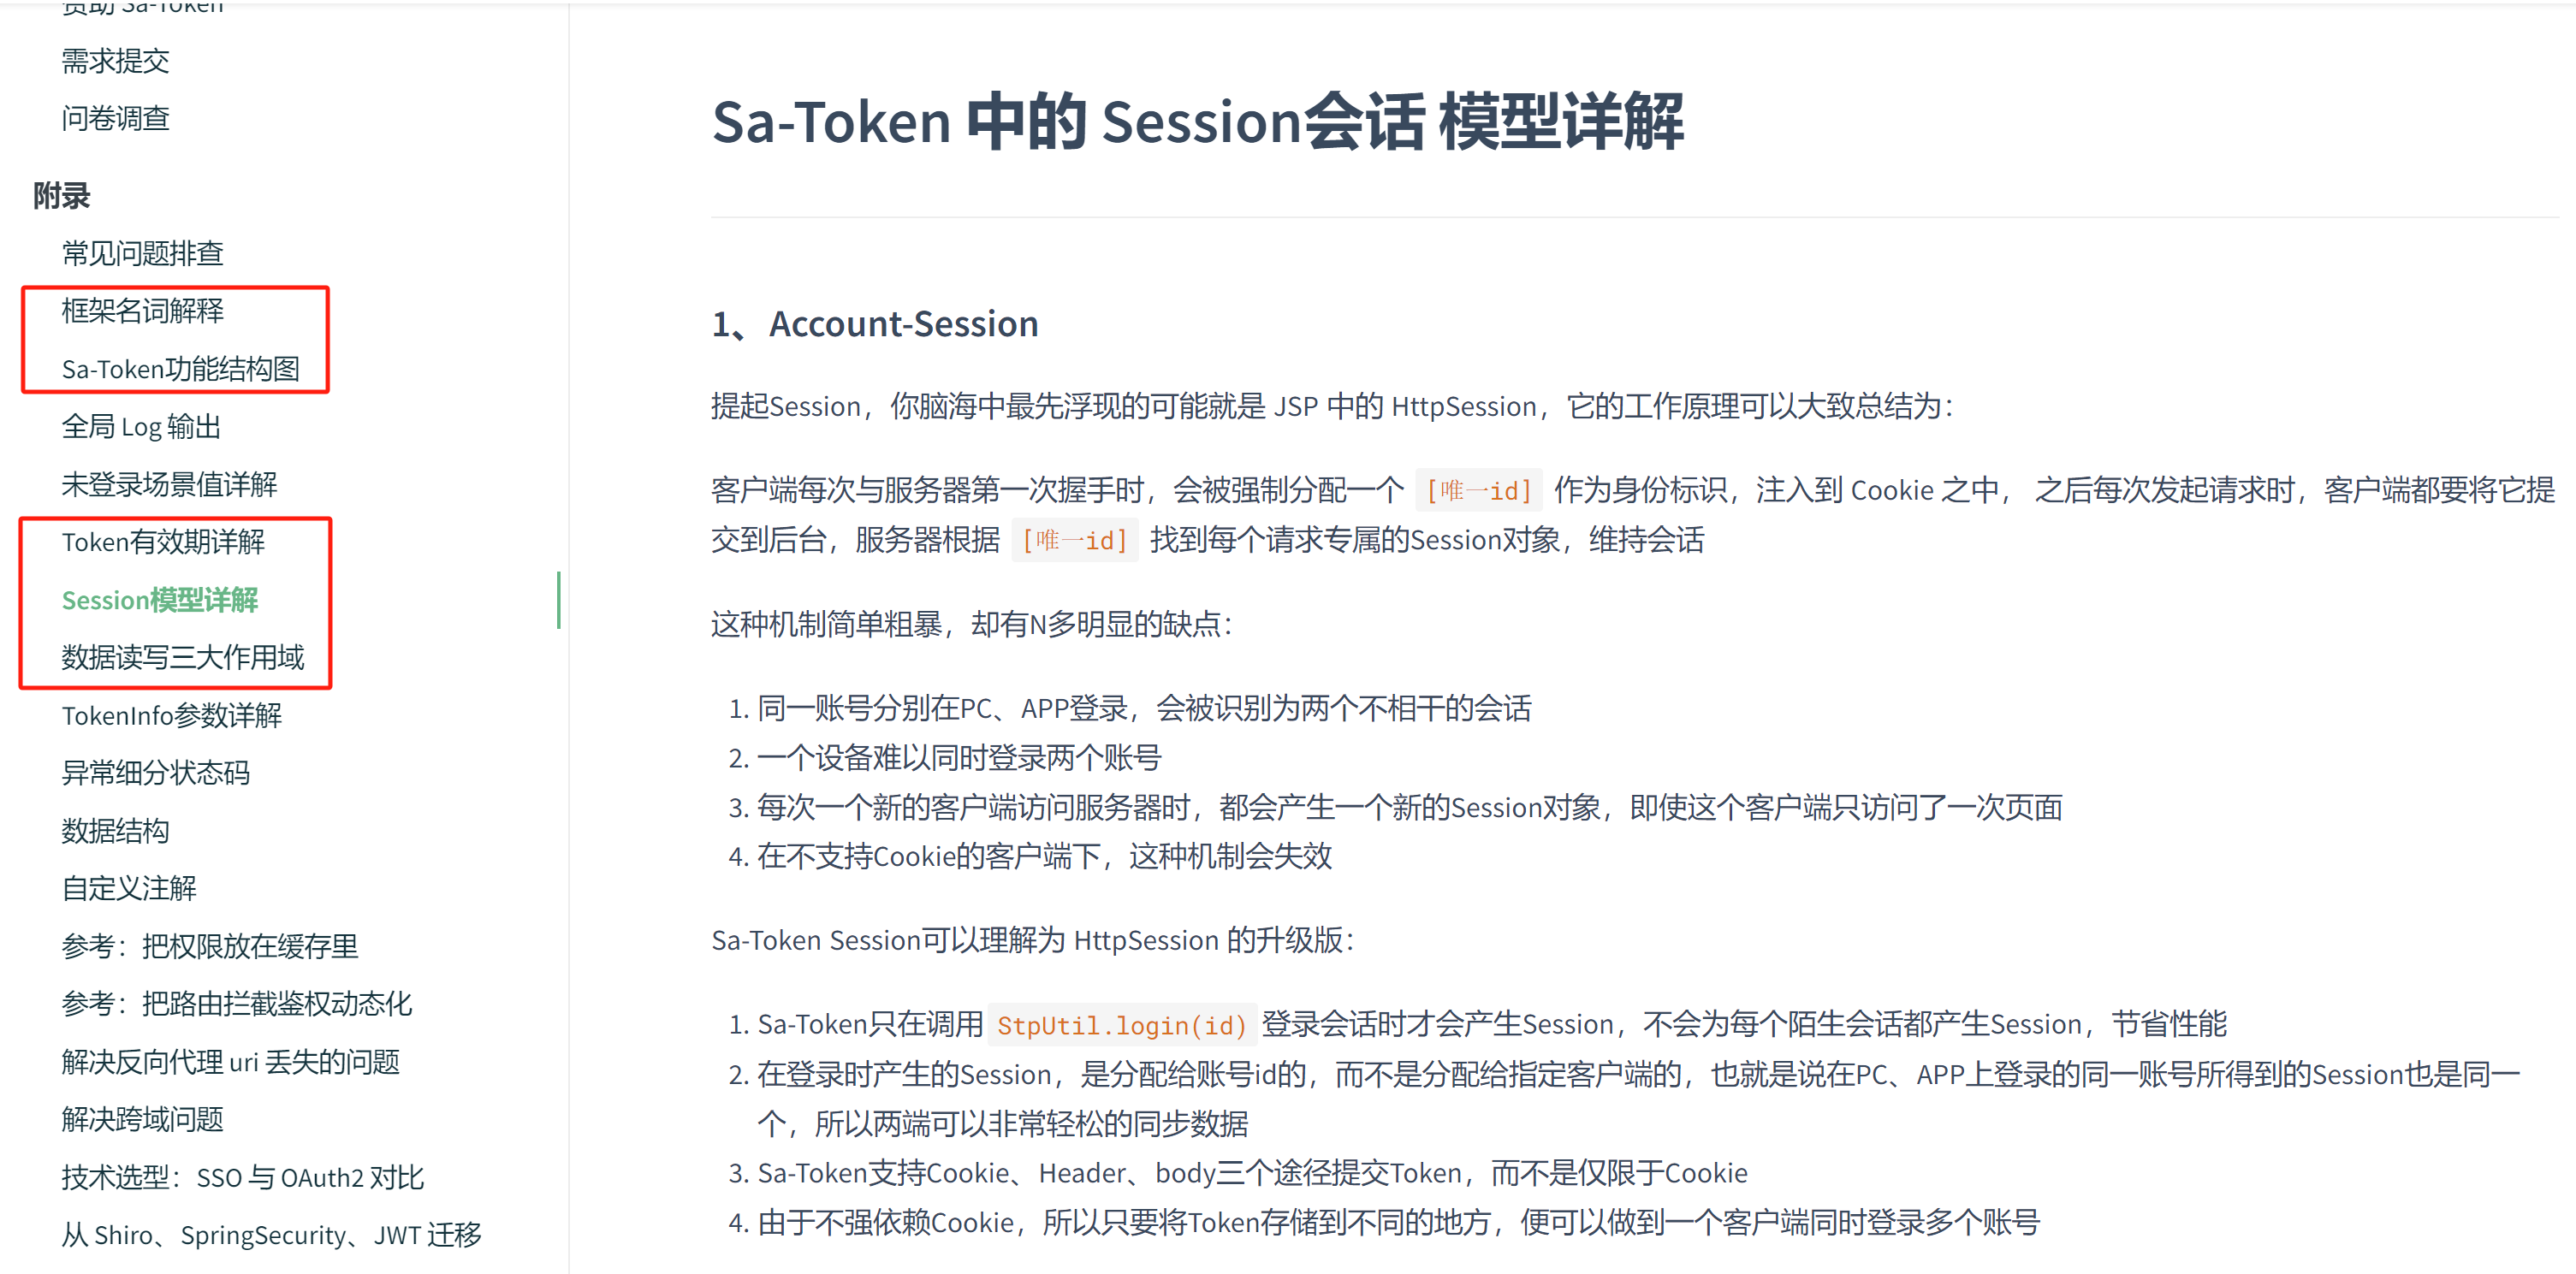 赞助 Sa-Token
需求提交
问卷调查
附录
常见问题排查
框架名词解释
Sa-Token功能结构图
全局 Log 输出
未登录场景值详解
Token有效期详解
Session模型详解
数据读写三大作用域
TokenInfo参数详解
异常细分状态码
数据结构
自定义注解
参考：把权限放在缓存里
参考：把路由拦截鉴权动态化
解决反向代理 uri 丢失的问题
解决跨域问题
技术选型：SSO 与 OAuth2 对比
从 Shiro、SpringSecurity、JWT 迁移
Sa-Token 中的 Session会话 模型详解
1、Account-Session
提起Session，你脑海中最先浮现的可能就是 JSP 中的 HttpSession，它的工作原理可以大致总结为：
客户端每次与服务器第一次握手时，会被强制分配一个 [唯一id] 作为身份标识，注入到 Cookie 之中， 之后每次发起请求时，客户端都要将它提
交到后台，服务器根据 [唯一id] 找到每个请求专属的Session对象，维持会话
这种机制简单粗暴，却有N多明显的缺点：
1. 同一账号分别在PC、APP登录，会被识别为两个不相干的会话
2. 一个设备难以同时登录两个账号
3. 每次一个新的客户端访问服务器时，都会产生一个新的Session对象，即使这个客户端只访问了一次页面
4. 在不支持Cookie的客户端下，这种机制会失效
Sa-Token Session可以理解为 HttpSession 的升级版：
1. Sa-Token只在调用 StpUtil.login(id) 登录会话时才会产生Session，不会为每个陌生会话都产生Session，节省性能
2. 在登录时产生的Session，是分配给账号id的，而不是分配给指定客户端的，也就是说在PC、APP上登录的同一账号所得到的Session也是同一
个，所以两端可以非常轻松的同步数据
3. Sa-Token支持Cookie、Header、body三个途径提交Token，而不是仅限于Cookie
4. 由于不强依赖Cookie，所以只要将Token存储到不同的地方，便可以做到一个客户端同时登录多个账号